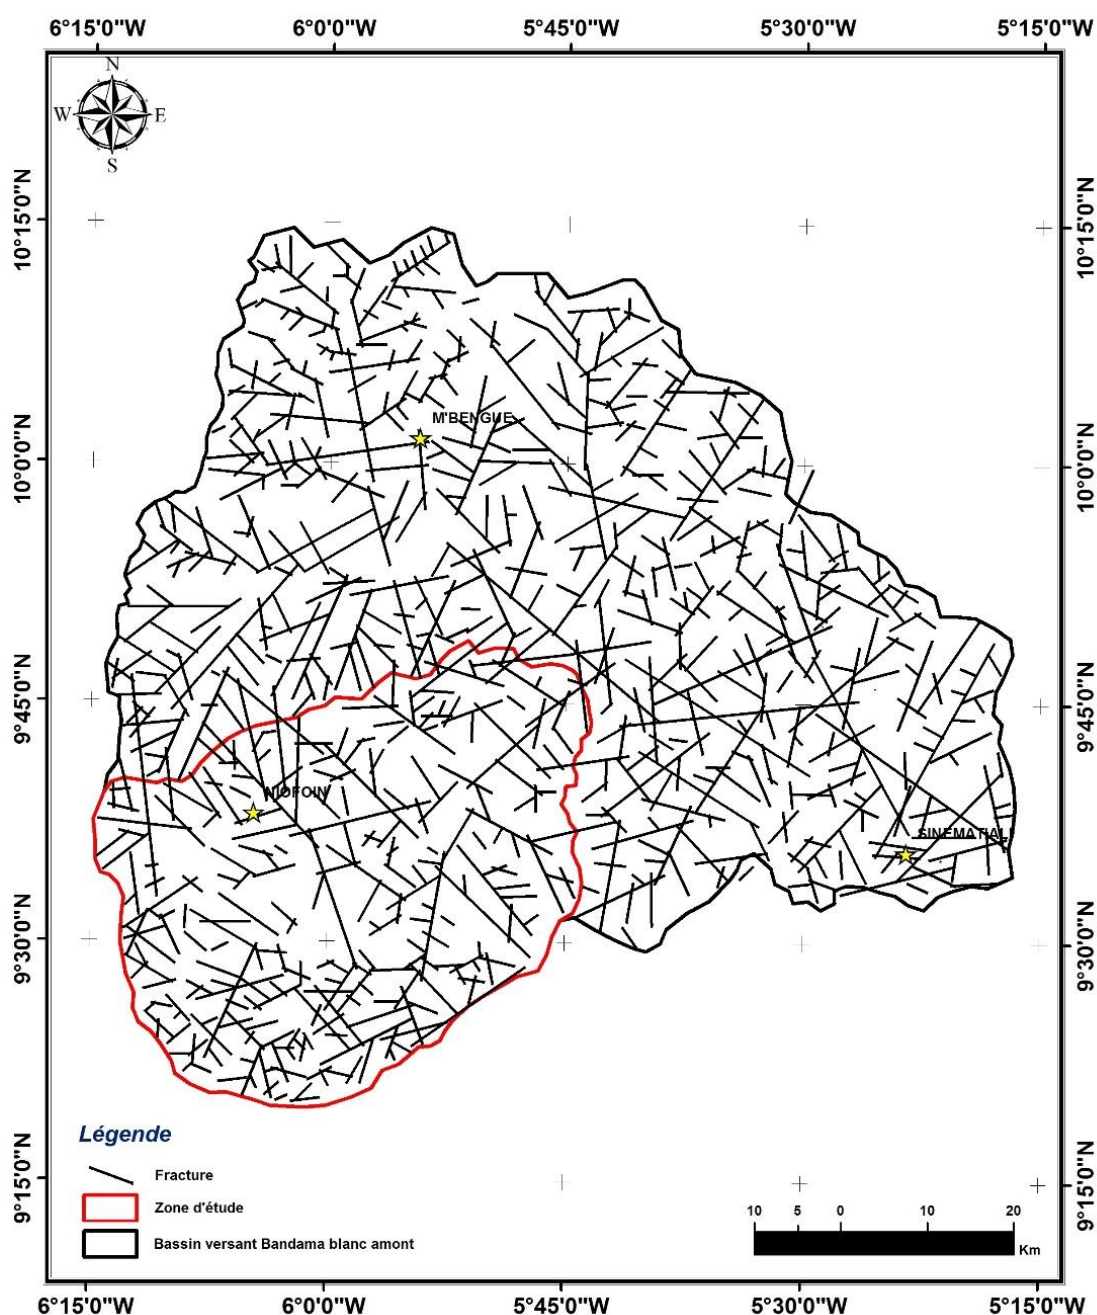 6°15'0"W 6°0'0"W 5°45'0"W 5°30'0"W 5°15'0"W
N
W E
S
10°15'0"N 10°15'0"N
M'BENGUE
10°0'0"N 10°0'0"N
9°45'0"N 9°45'0"N
NIOFOIN
SINEMATIALI
9°30'0"N 9°30'0"N
Légende
Fracture
9°15'0"N 9°15'0"N
Zone d'étude
10 5 0 10 20
Bassin versant Bandama blanc amont
Km
6°15'0"W 6°0'0"W 5°45'0"W 5°30'0"W 5°15'0"W